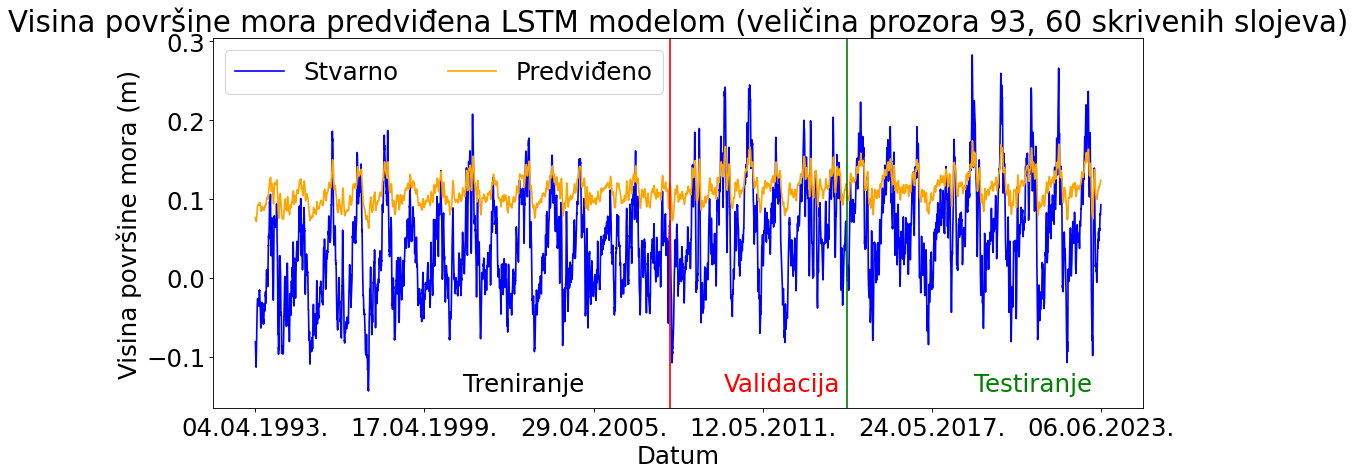 Visina površine mora predviđena LSTM modelom (veličina prozora 93, 60 skrivenih slojeva)
Stvarno
Predviđeno
Visina površine mora (m)
0.3
0.2
0.1
0.0
−0.1
Treniranje
Validacija
Testiranje
04.04.1993.
17.04.1999.
29.04.2005.
12.05.2011.
24.05.2017.
06.06.2023.
Datum